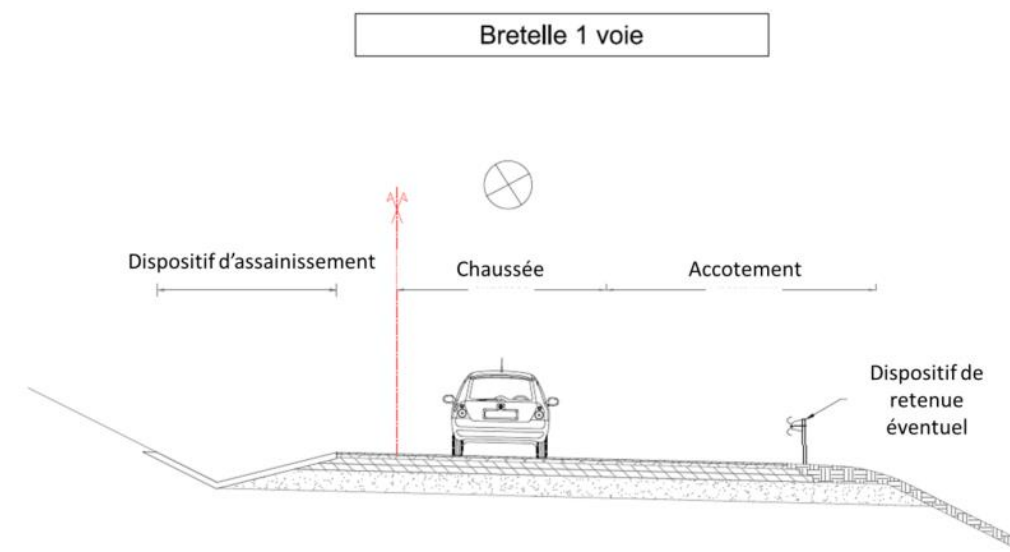 Bretelle 1 voie
Dispositif d'assainissement
Chaussée
Accotement
Dispositif de
retenue
éventuel